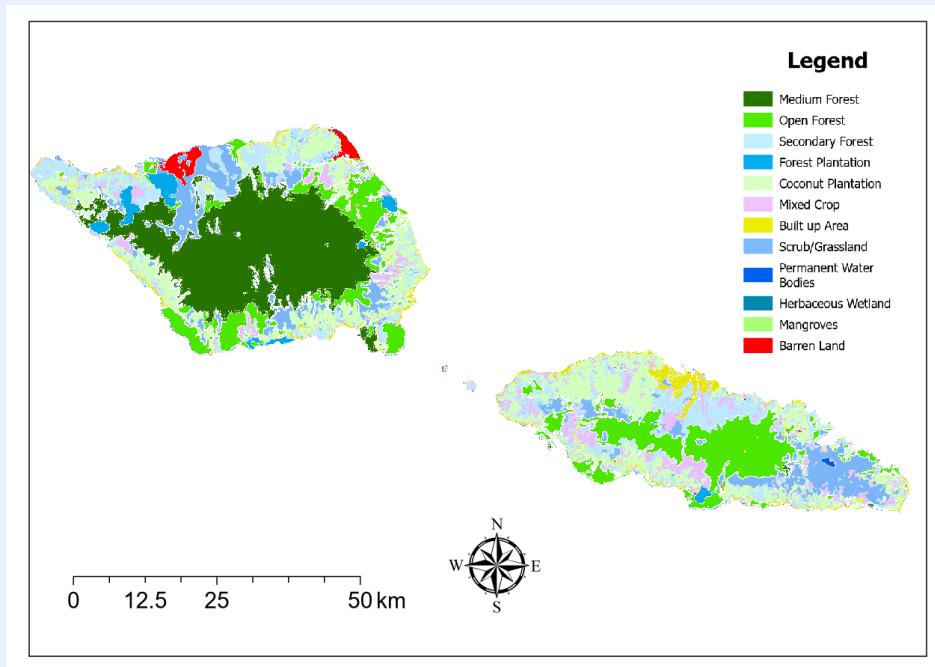 Legend
Medium Forest
Open Forest
Secondary Forest
Forest Plantation
Coconut Plantation
Mixed Crop
Built up Area
Scrub/Grassland
Permanent Water
Bodies
Herbaceous Wetland
Mangroves
Barren Land
N
W E
S
0 12.5 25 50 km